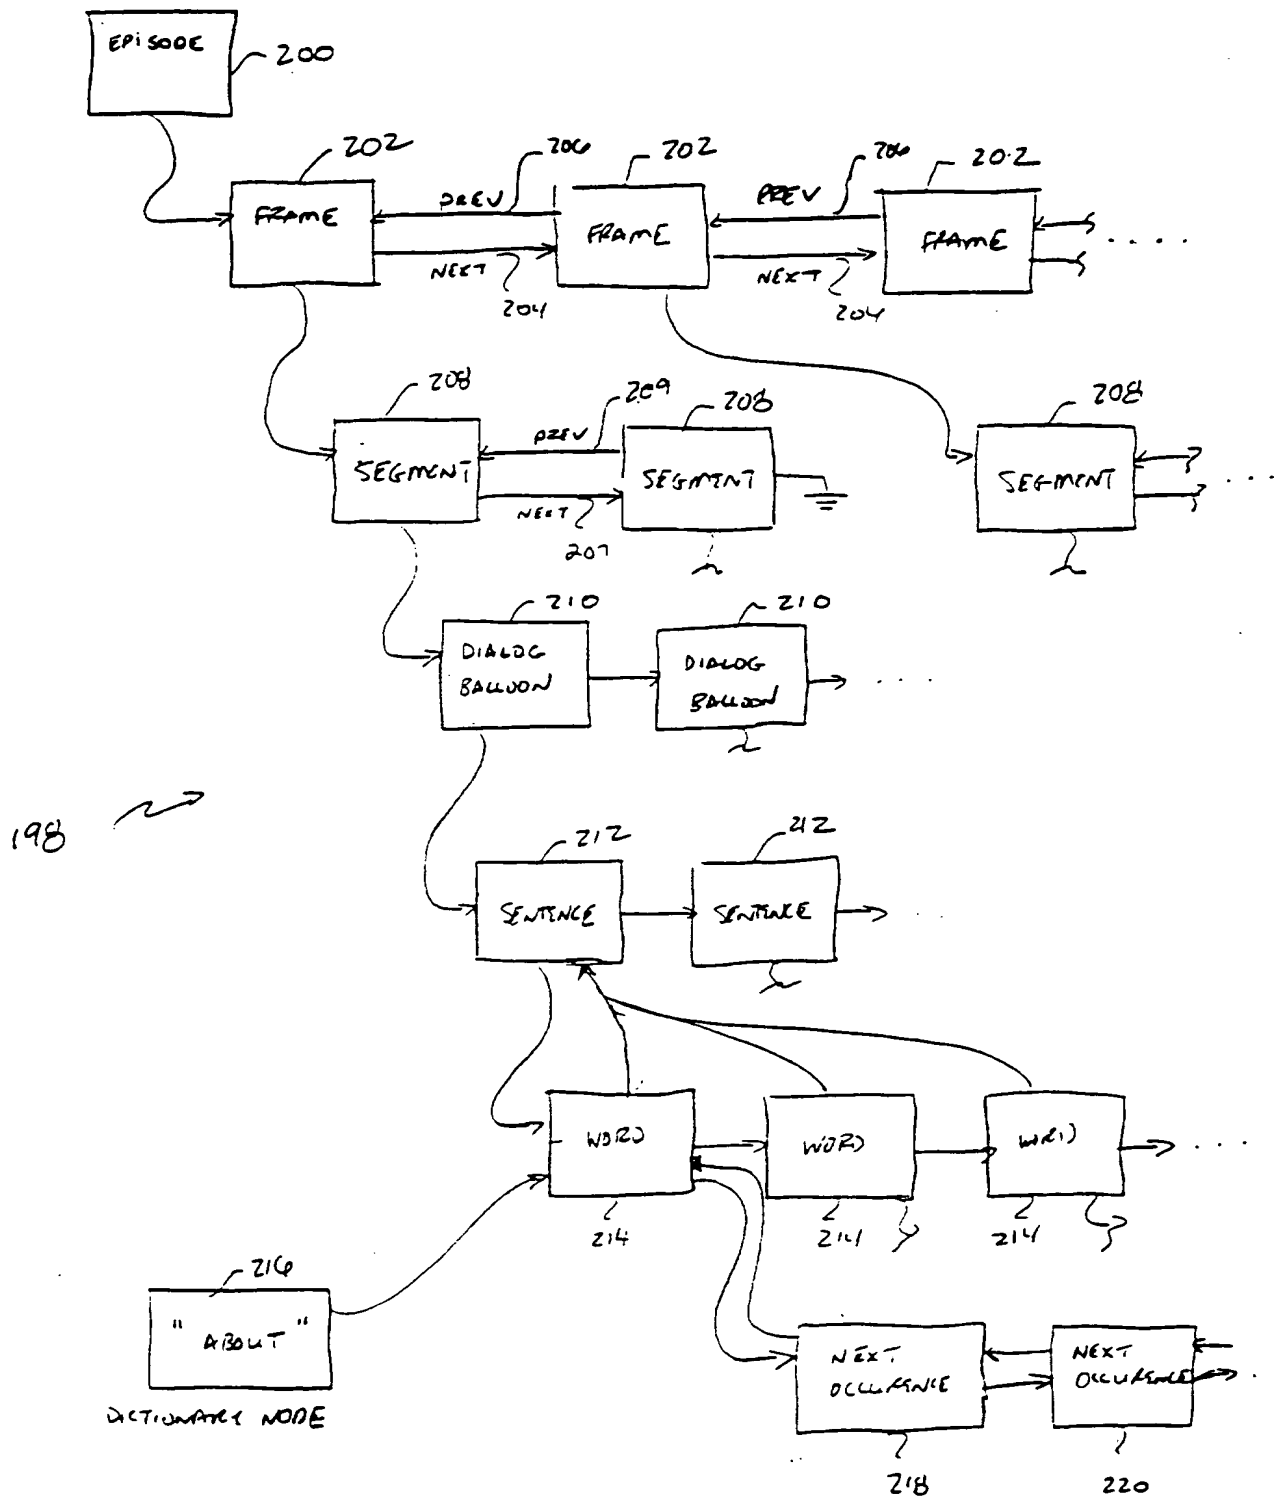 EPISODE
200
202
206
202
206
202
FRAME
PREV
FRAME
PREV
FRAME
NEXT
204
NEXT
204
208
209
208
208
SEGMENT
PREV
SEGMENT
SEGMENT
NEXT
207
210
210
DIALOG
BALLOON
DIALOG
BALLOON
198
212
212
SENTENCE
SENTENCE
WORD
WORD
WORD
214
214
214
216
" ABOUT "
DICTIONARY NODE
NEXT
OCCURENCE
NEXT
OCCURENCE
218
220